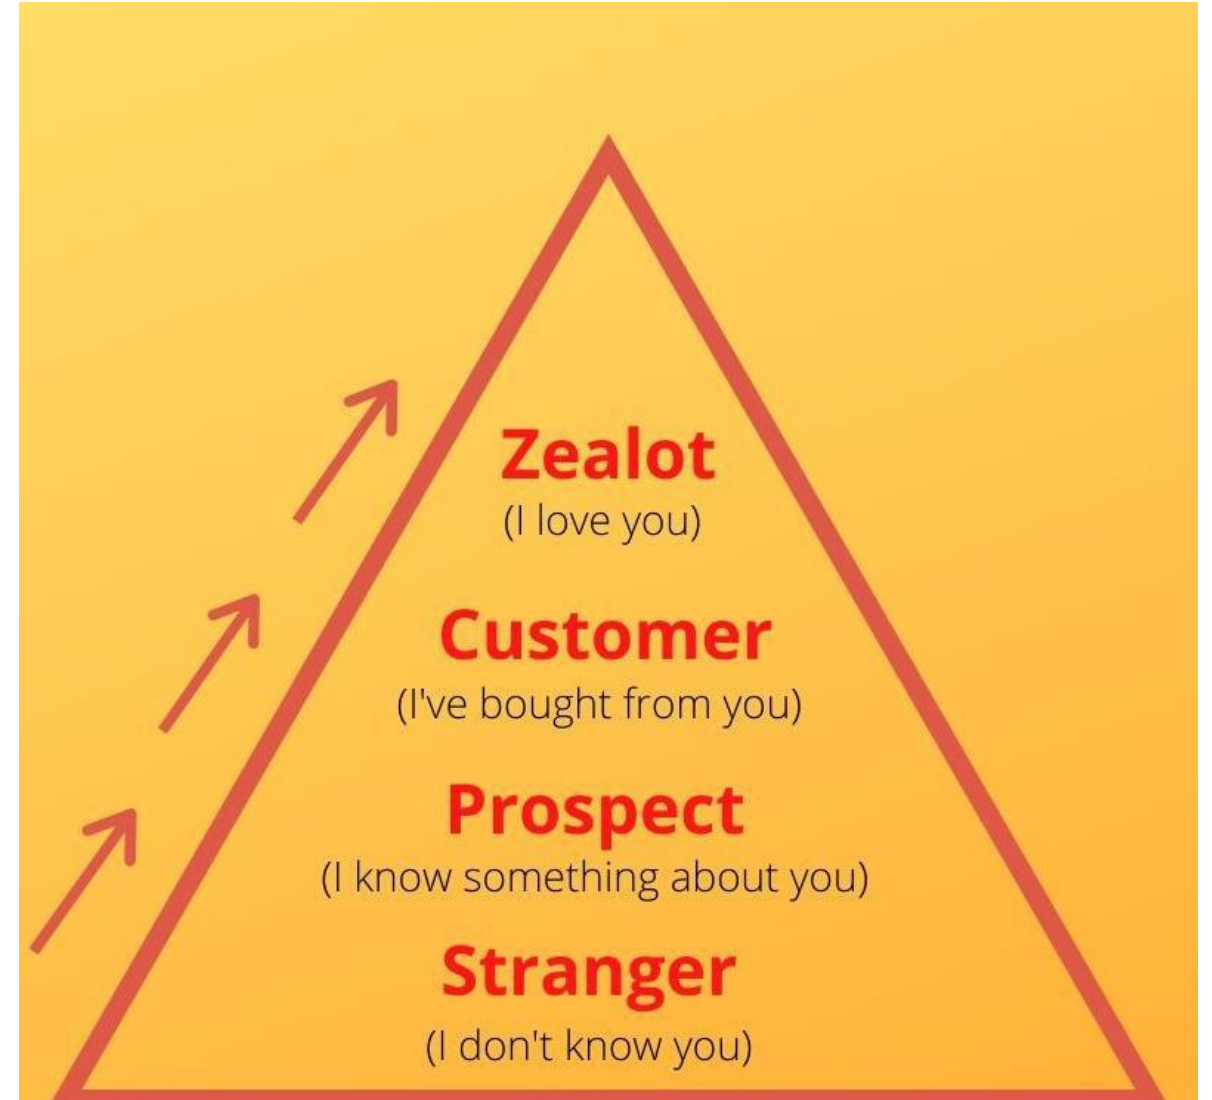 Zealot
(I love you)
Customer
(I've bought from you)
Prospect
(I know something about you)
Stranger
(I don't know you)